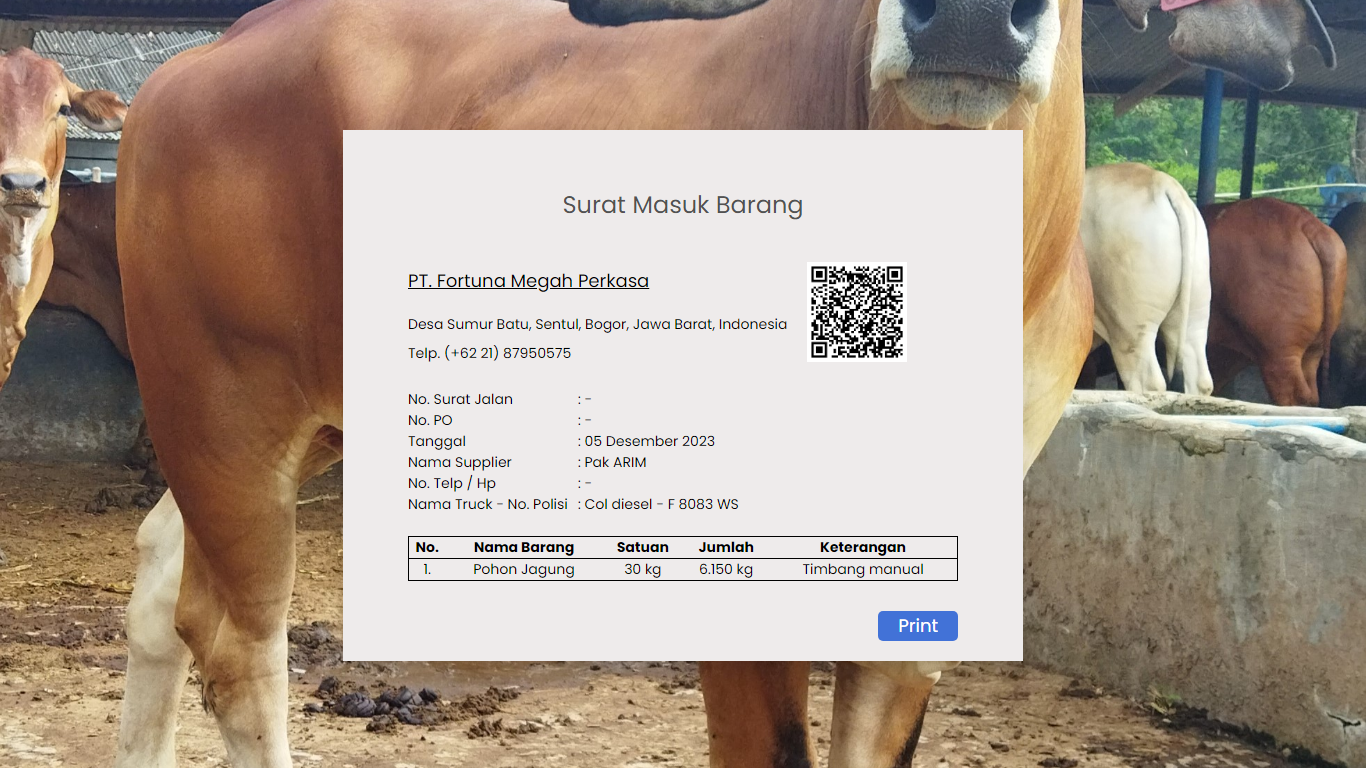 Surat Masuk Barang
PT. Fortuna Megah Perkasa
Desa Sumur Batu, Sentul, Bogor, Jawa Barat, Indonesia
Telp. (+62 21) 87950575
No. Surat Jalan : -
No. PO : -
Tanggal : 05 Desember 2023
Nama Supplier : Pak ARIM
No. Telp / Hp : -
Nama Truck - No. Polisi : Col diesel - F 8083 WS
No. Nama Barang Satuan Jumlah Keterangan
1. Pohon Jagung 30 kg 6.150 kg Timbang manual
Print